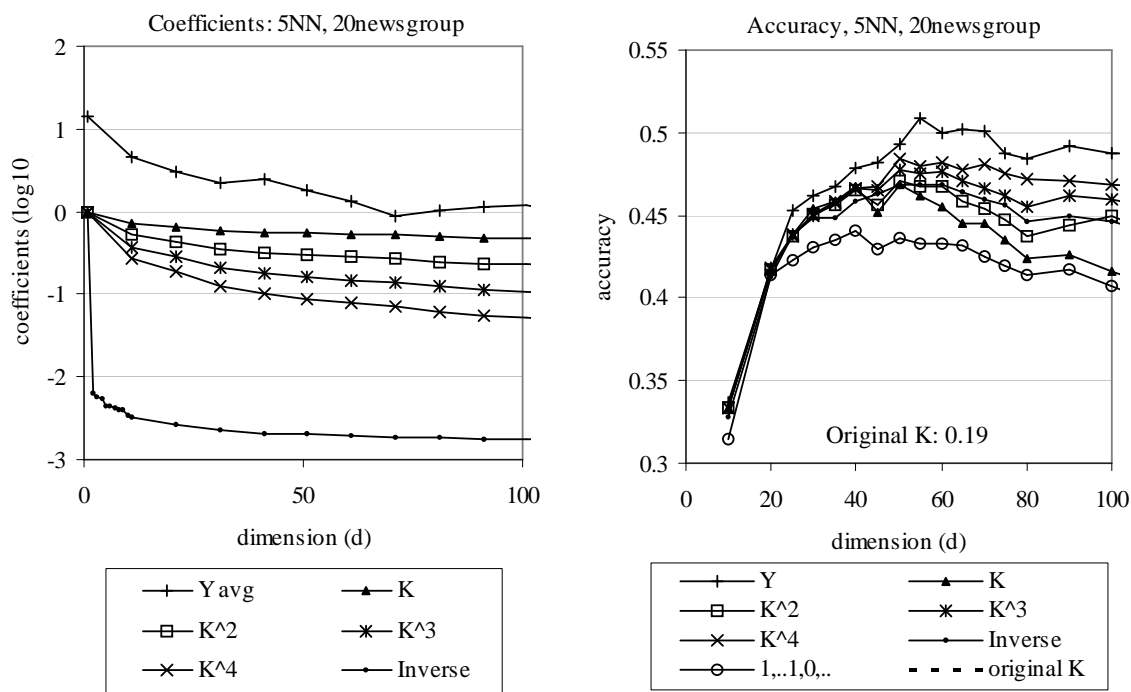 Coefficients: 5NN, 20newsgroup
2
1
0
-1
-2
-3
coefficients (log10
0
50
100
dimension (d)
Y avg
K
K^2
K^3
K^4
Inverse
Accuracy, 5NN, 20newsgroup
0.55
0.5
0.45
0.4
0.35
0.3
accuracy
Original K: 0.19
0
20
40
60
80
100
dimension (d)
Y
K
K^2
K^3
K^4
Inverse
1,..1,0,..
original K